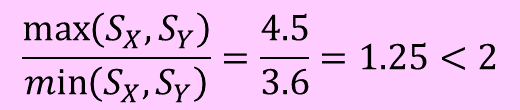 max(S_X, S_Y) / min(S_X, S_Y) = 4.5 / 3.6 = 1.25 < 2